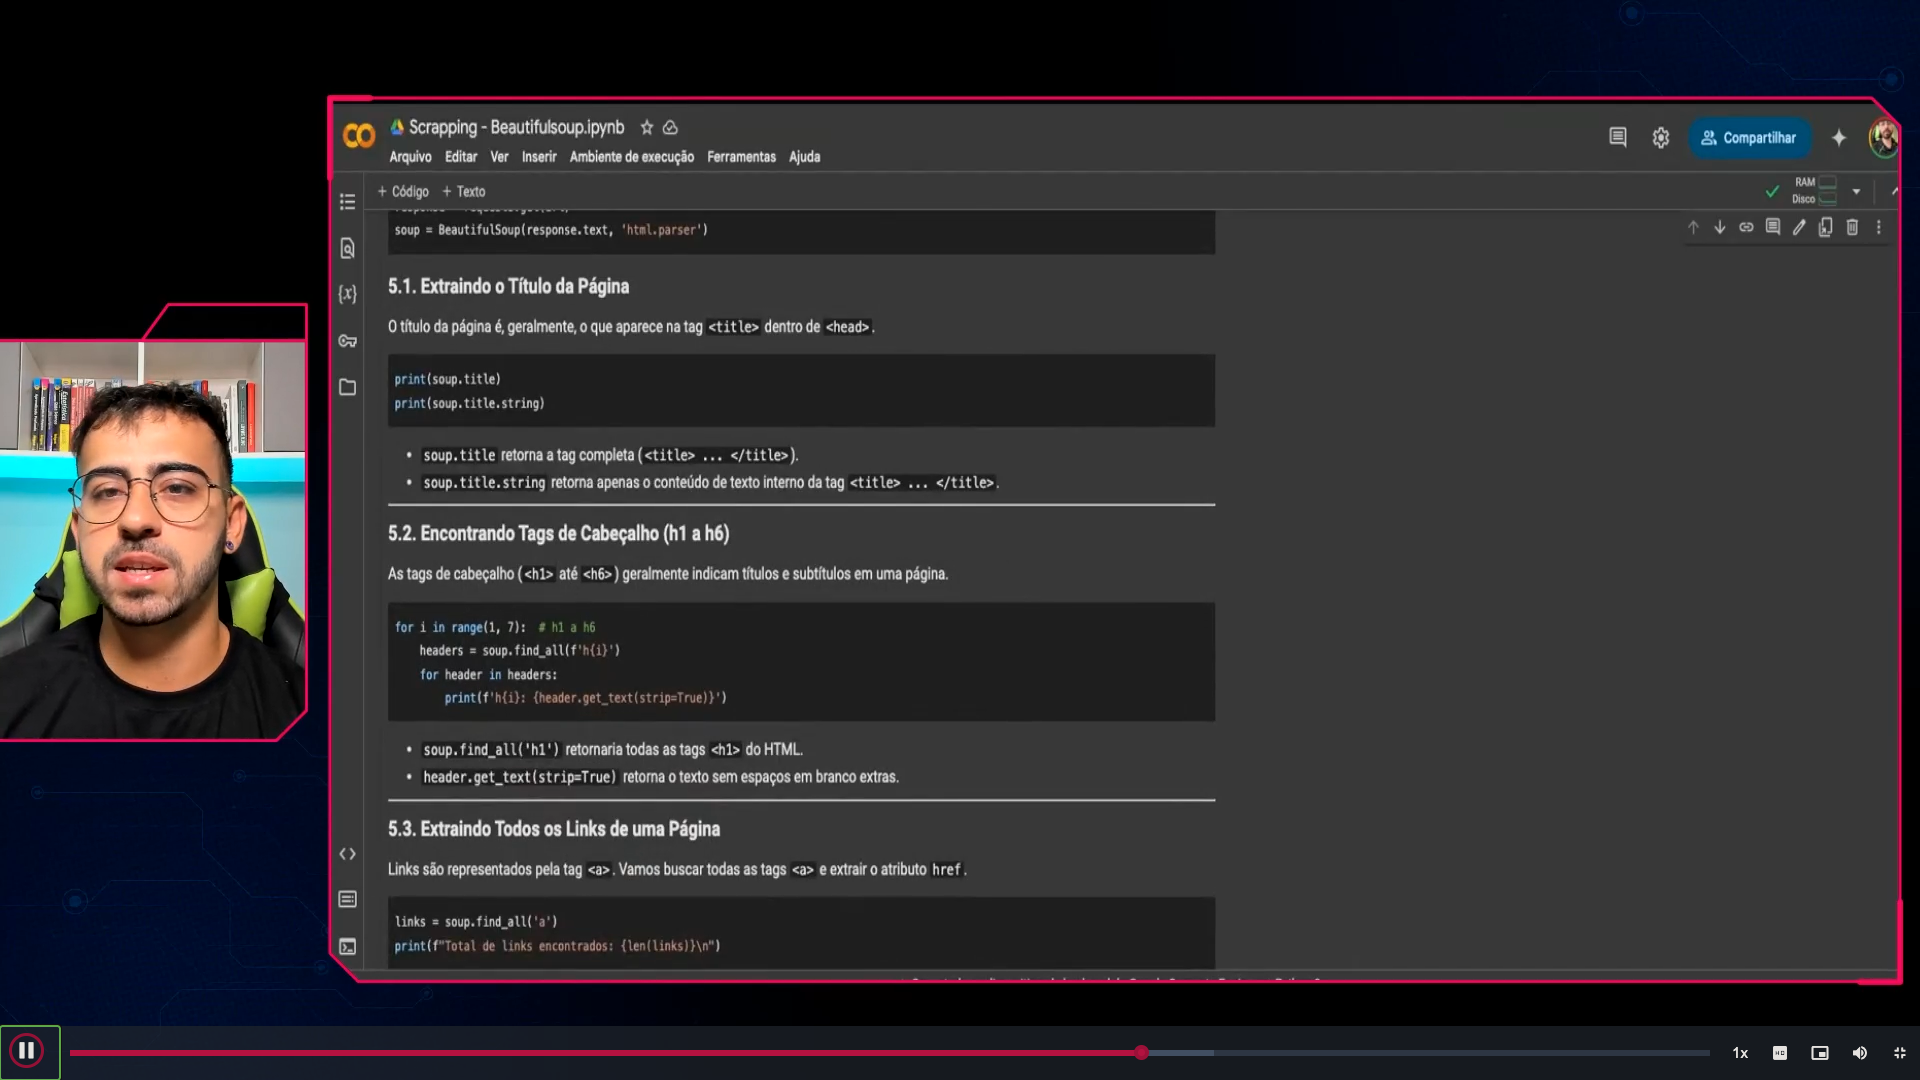 Scrapping - Beautifulsoup.ipynb
Arquivo Editar Ver Inserir Ambiente de execução Ferramentas Ajuda
Compartilhar
+ Código + Texto
RAM
Disco
soup = BeautifulSoup(response.text, 'html.parser')
5.1. Extraindo o Título da Página
O título da página é, geralmente, o que aparece na tag <title> dentro de <head>.
print(soup.title)
print(soup.title.string)
• soup.title retorna a tag completa (<title> ... </title>).
• soup.title.string retorna apenas o conteúdo de texto interno da tag <title> ... </title>.
5.2. Encontrando Tags de Cabeçalho (h1 a h6)
As tags de cabeçalho (<h1> até <h6>) geralmente indicam títulos e subtítulos em uma página.
for i in range(1, 7): # h1 a h6
headers = soup.find_all(f'h{i}')
for header in headers:
print(f'h{i}: {header.get_text(strip=True)}')
• soup.find_all('h1') retornaria todas as tags <h1> do HTML.
• header.get_text(strip=True) retorna o texto sem espaços em branco extras.
5.3. Extraindo Todos os Links de uma Página
Links são representados pela tag <a>. Vamos buscar todas as tags <a> e extrair o atributo href.
links = soup.find_all('a')
print(f"Total de links encontrados: {len(links)}\n")
Estatística
1x
HD